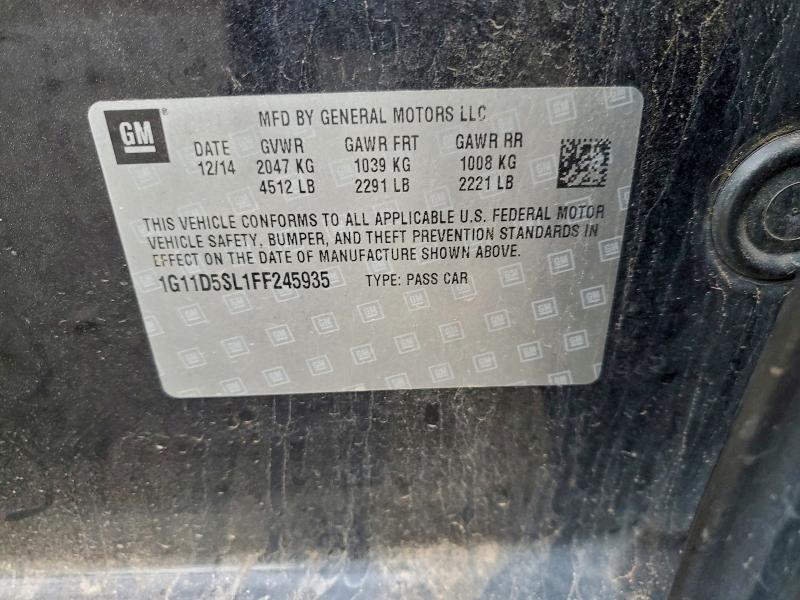 GM
MFD BY GENERAL MOTORS LLC
DATE GVWR GAWR FRT GAWR RR
12/14 2047 KG 1039 KG 1008 KG
4512 LB 2291 LB 2221 LB
THIS VEHICLE CONFORMS TO ALL APPLICABLE U.S. FEDERAL MOTOR
VEHICLE SAFETY, BUMPER, AND THEFT PREVENTION STANDARDS IN
EFFECT ON THE DATE OF MANUFACTURE SHOWN ABOVE.
1G11D5SL1FF245935 TYPE: PASS CAR